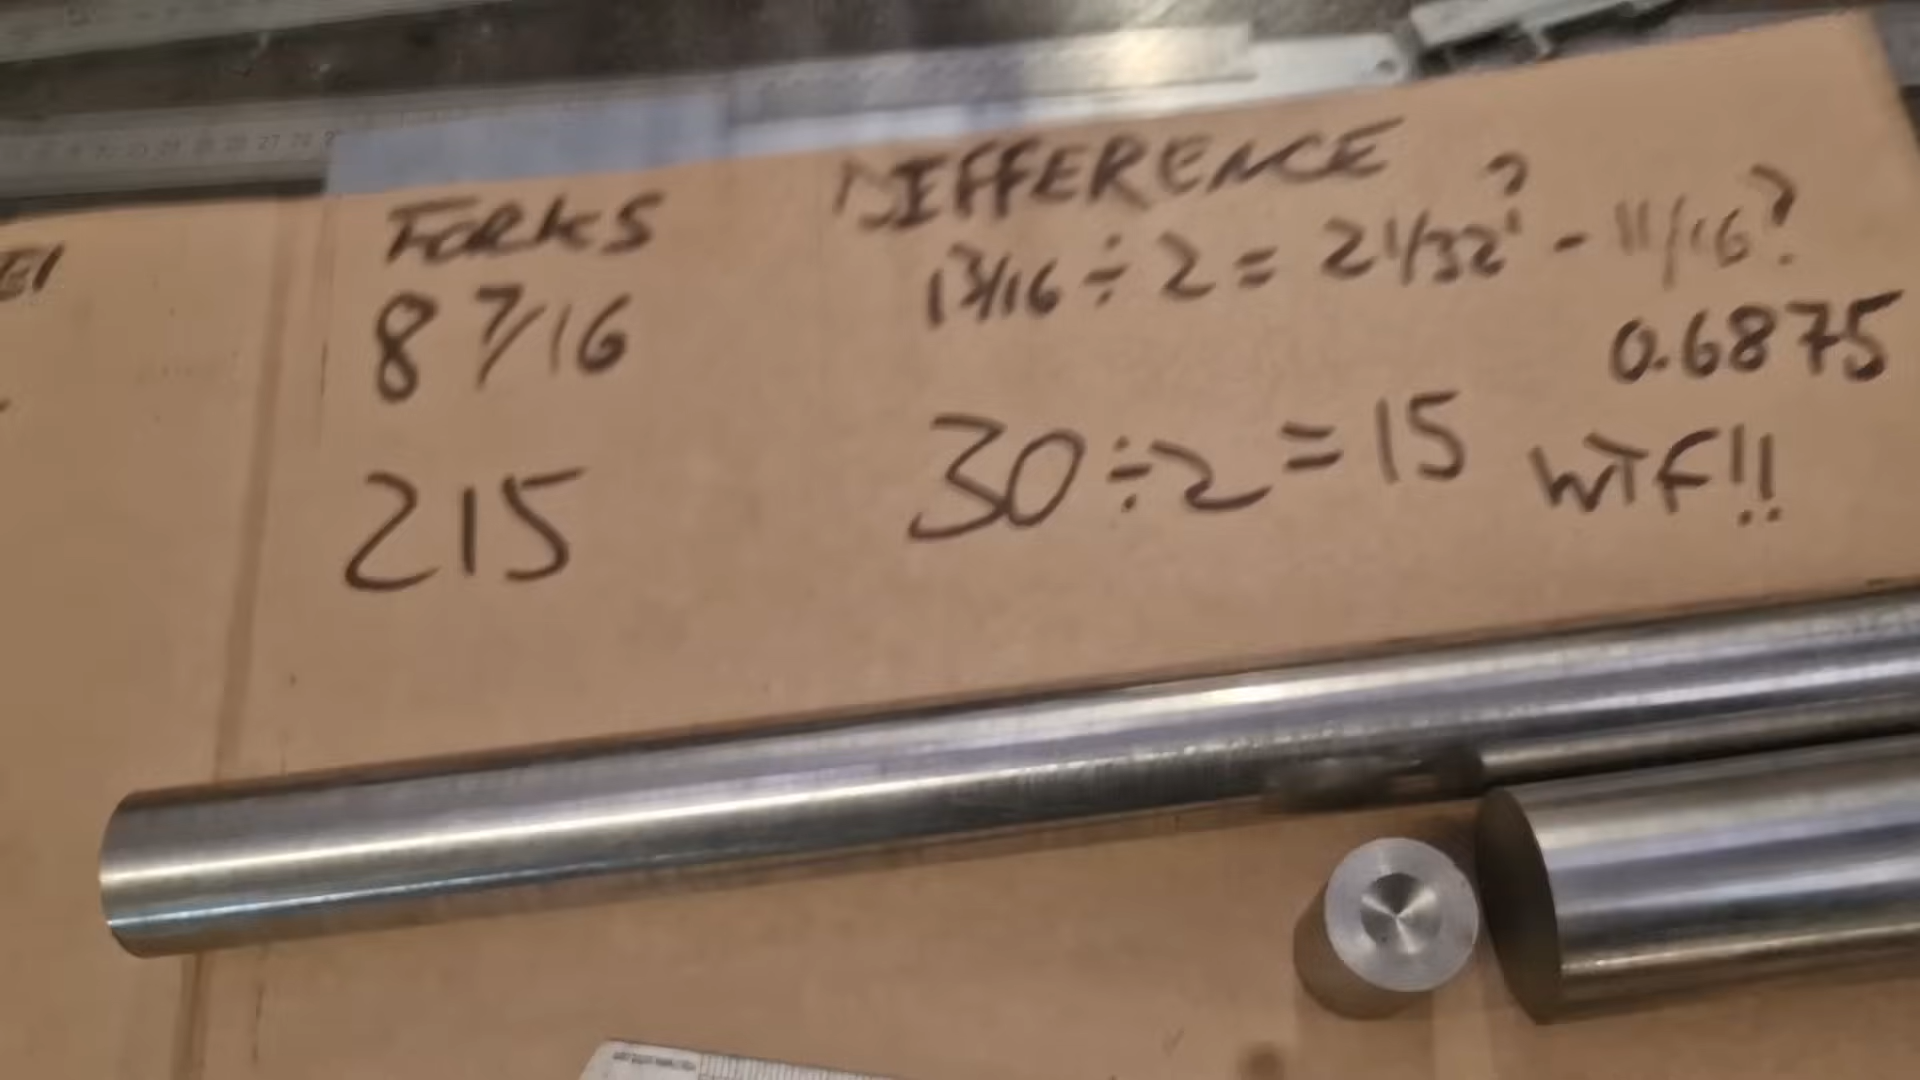 FORKS
8 7/16
215
DIFFERENCE
1 3/16 ÷ 2 = 21/32? - 11/16?
0.6875
30÷2=15 WTF!!